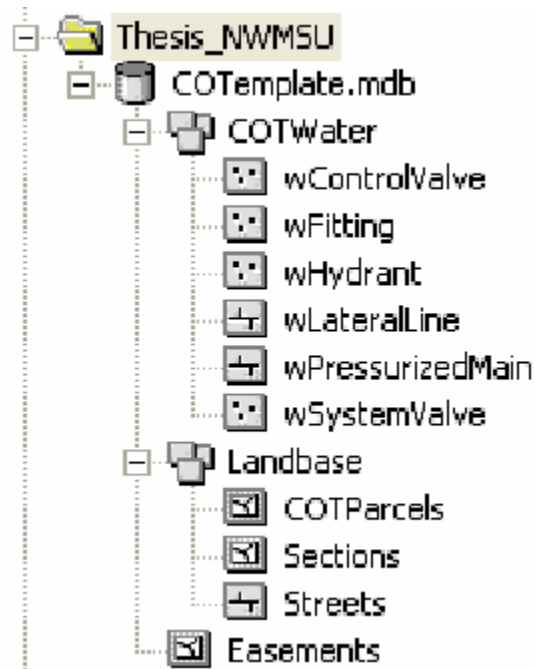 Thesis_NWMSU
COTemplate.mdb
COTWater
wControlValve
wFitting
wHydrant
wLateralLine
wPressurizedMain
wSystemValve
Landbase
COTParcels
Sections
Streets
Easements